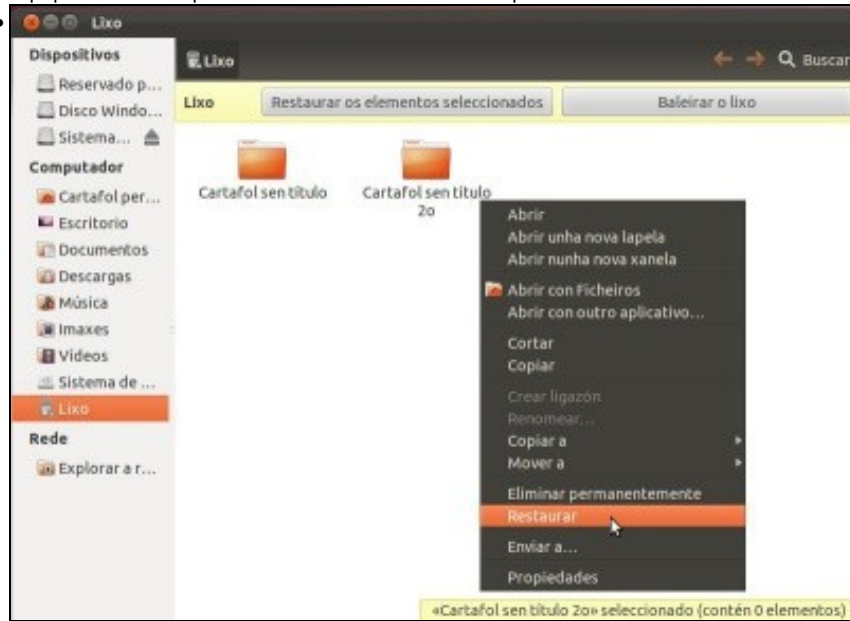 Lixo
Dispositivos
Reservado p...
Disco Windo...
Sistema...
Computador
Cartafol per...
Escritorio
Documentos
Descargas
Música
Imaxes
Vídeos
Sistema de ...
Lixo
Rede
Explorar a r...
Lixo
Buscar
Lixo
Restaurar os elementos seleccionados
Baleirar o lixo
Cartafol sen título
Cartafol sen título
2o
Abrir
Abrir unha nova lapela
Abrir nunha nova xanela
Abrir con Ficheiros
Abrir con outro aplicativo...
Cortar
Copiar
Crear ligazón
Renomear...
Copiar a
Mover a
Eliminar permanentemente
Restaurar
Enviar a...
Propiedades
«Cartafol sen título 2o» seleccionado (contén 0 elementos)